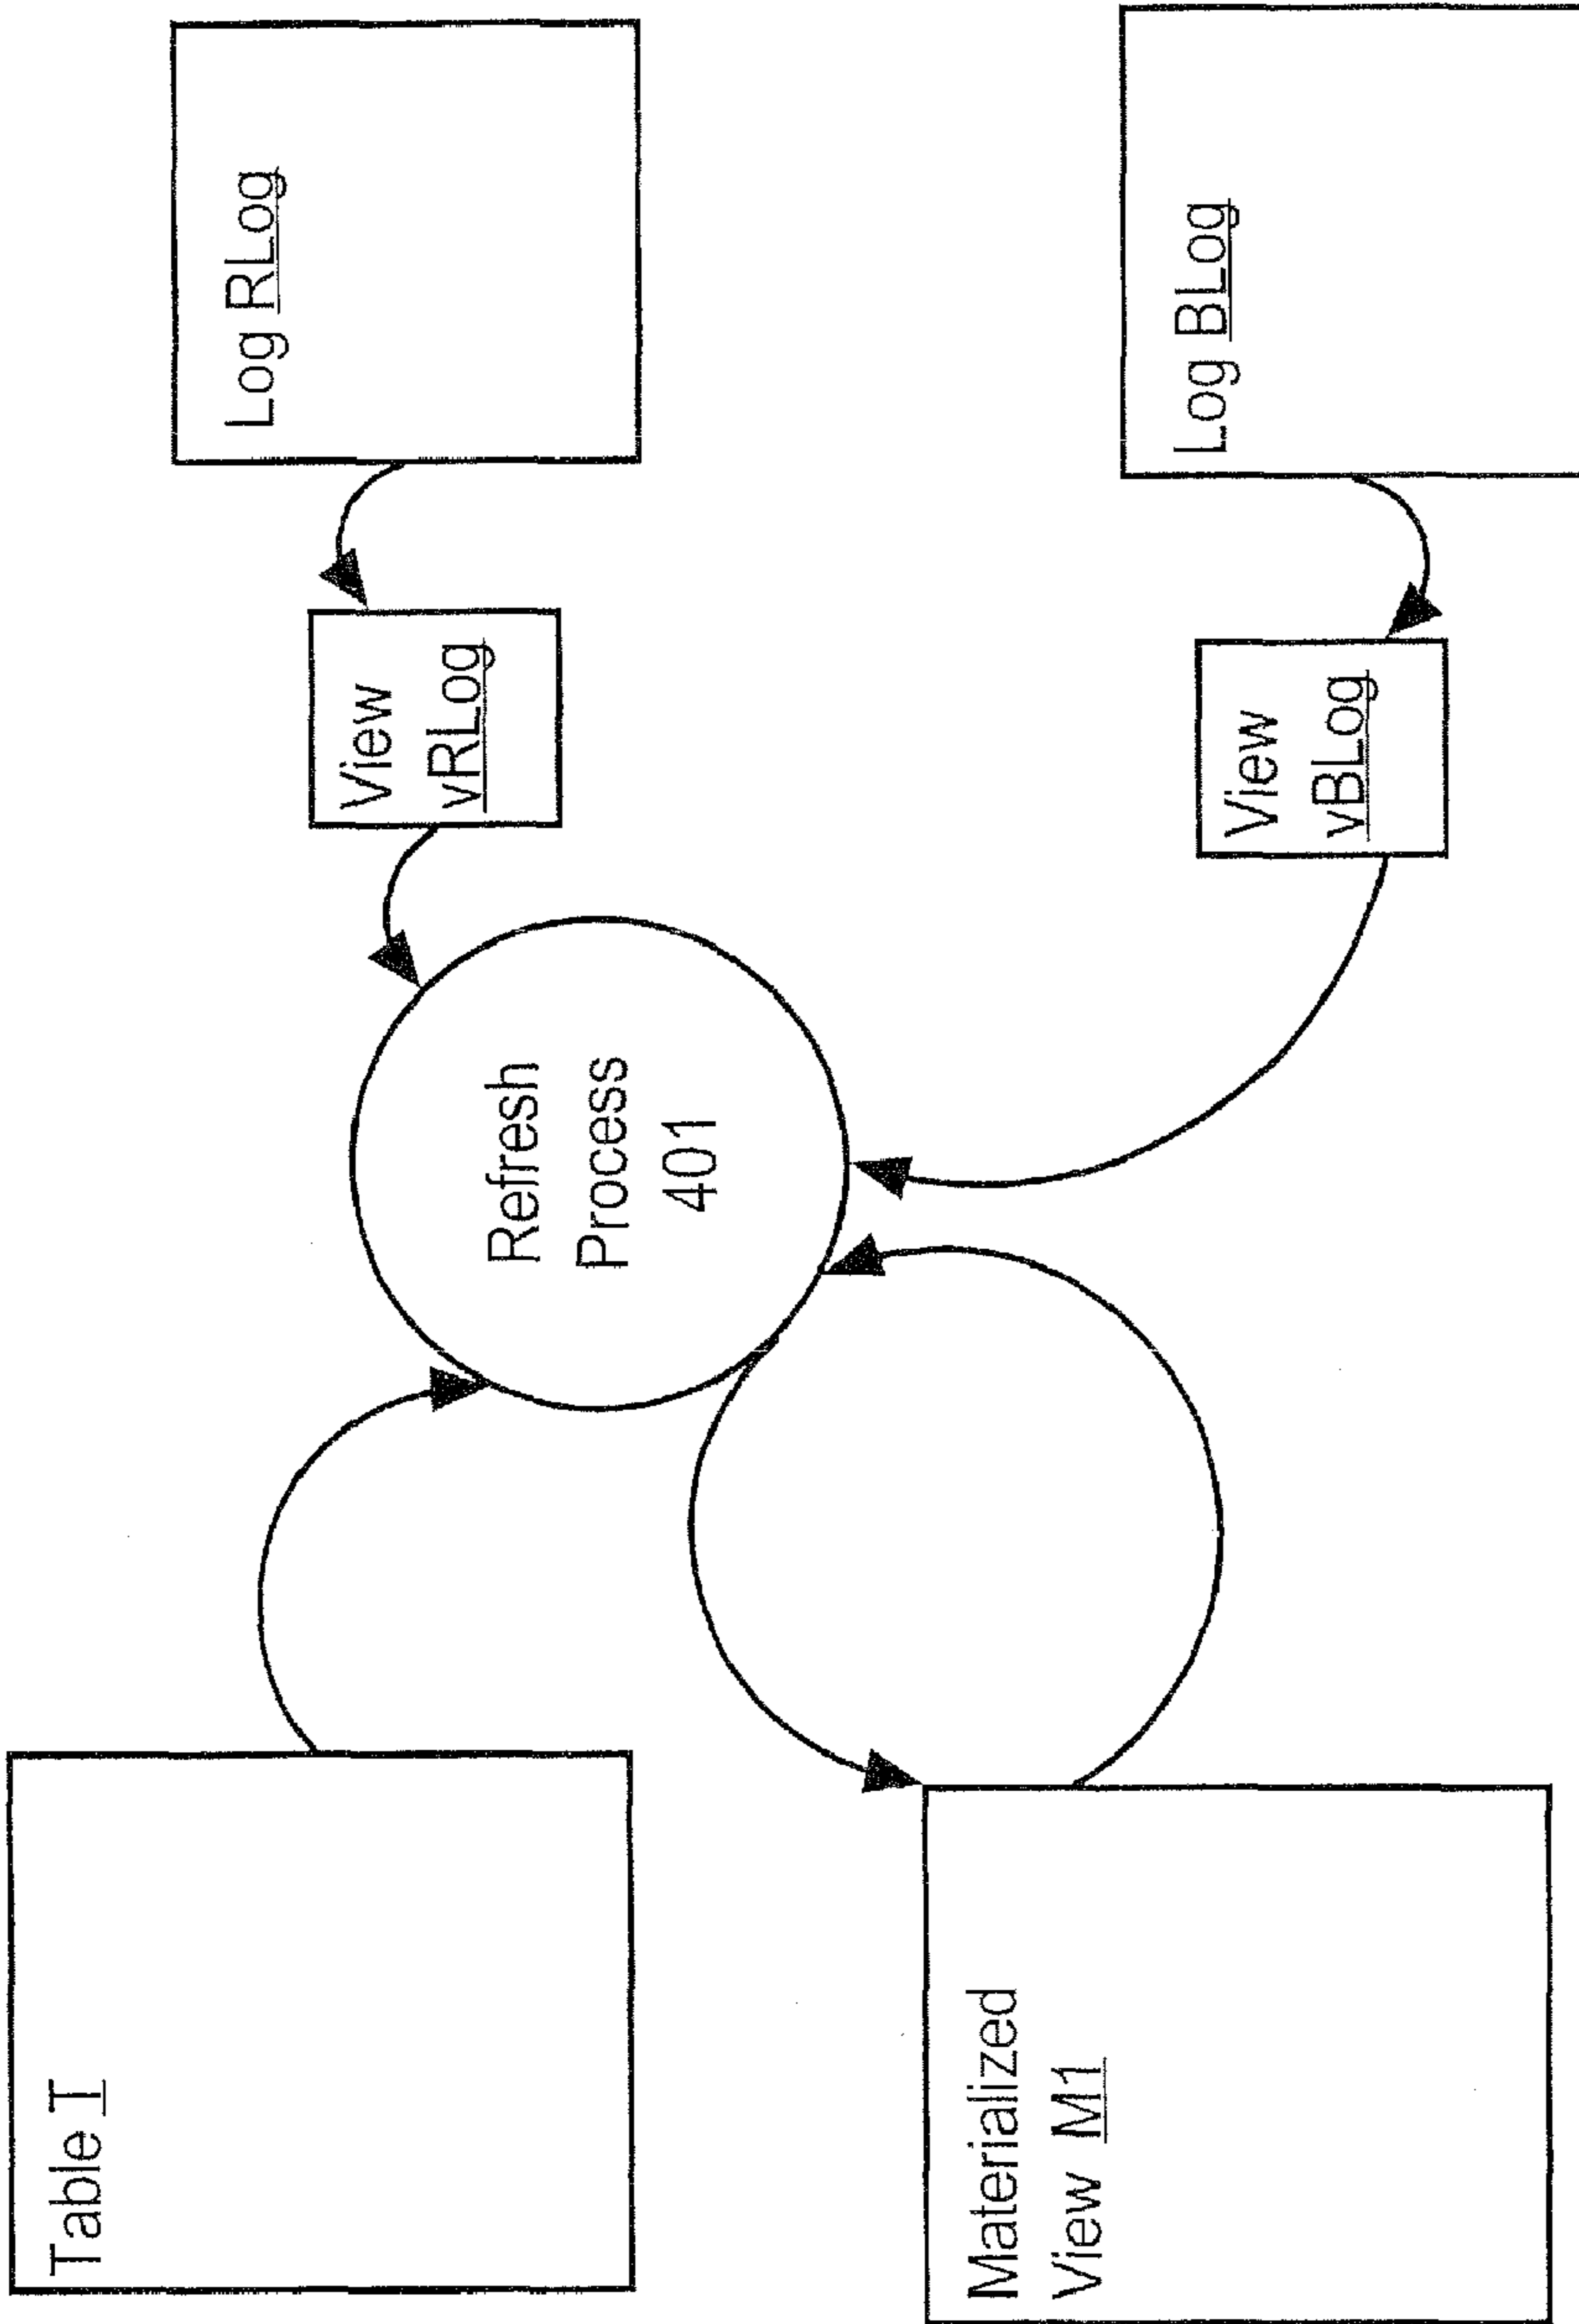 Table T
Refresh
Process
401
View
vRLog
Log RLog
Materialized
View M1
View
vBLog
Log BLog